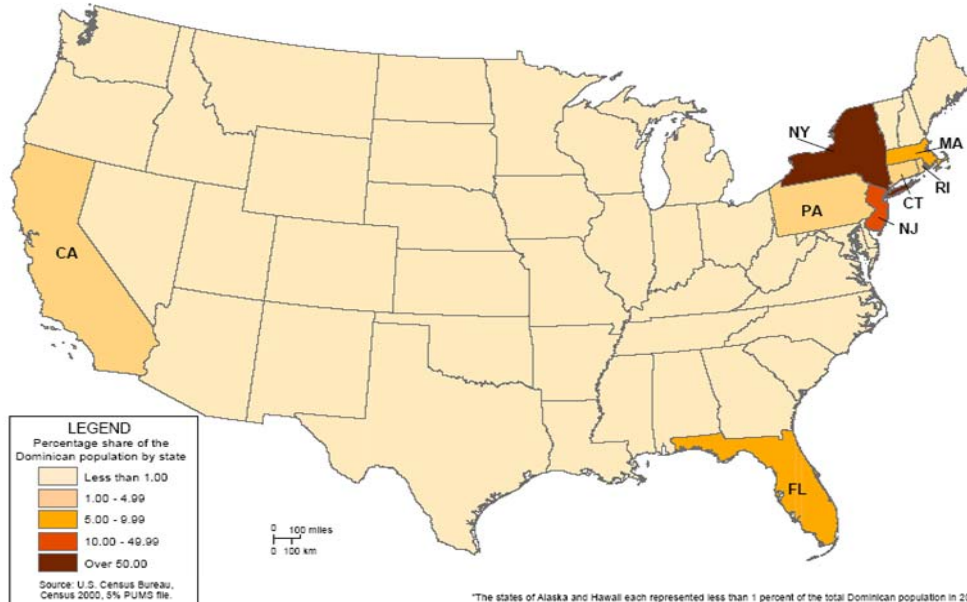 NY
MA
RI
CT
PA
NJ
CA
FL
LEGEND
Percentage share of the
Dominican population by state
Less than 1.00
1.00 - 4.99
5.00 - 9.99
10.00 - 49.99
Over 50.00
Source: U.S. Census Bureau,
Census 2000, 5% PUMS file.
0 100 miles
0 100 km
"The states of Alaska and Hawaii each represented less than 1 percent of the total Dominican population in 20